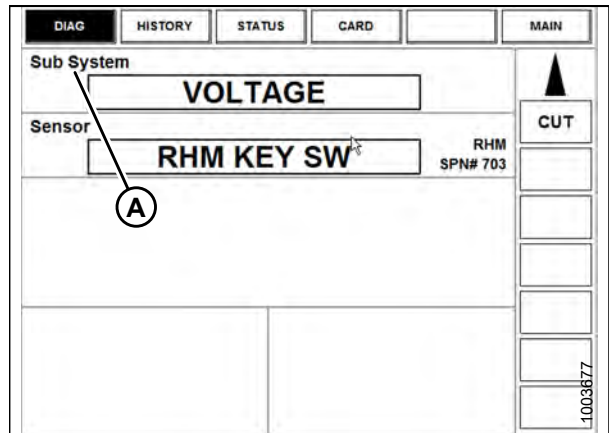 DIAG HISTORY STATUS CARD MAIN
Sub System
VOLTAGE
CUT
Sensor
RHM KEY SW
RHM
SPN# 703
A
1003677